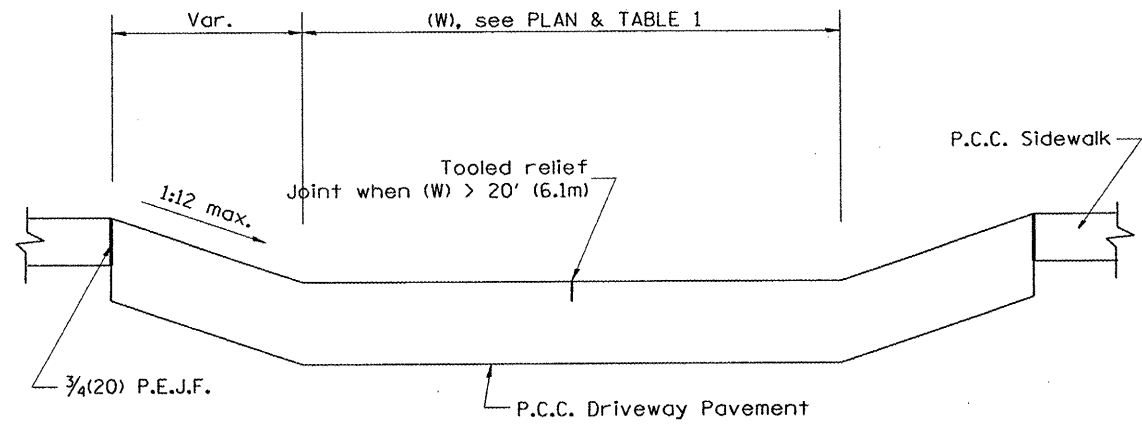 Var.
(W), see PLAN & TABLE 1
P.C.C. Sidewalk
Tooled relief
Joint when (W) > 20' (6.1m)
1:12 max.
3/4(20) P.E.J.F.
P.C.C. Driveway Pavement